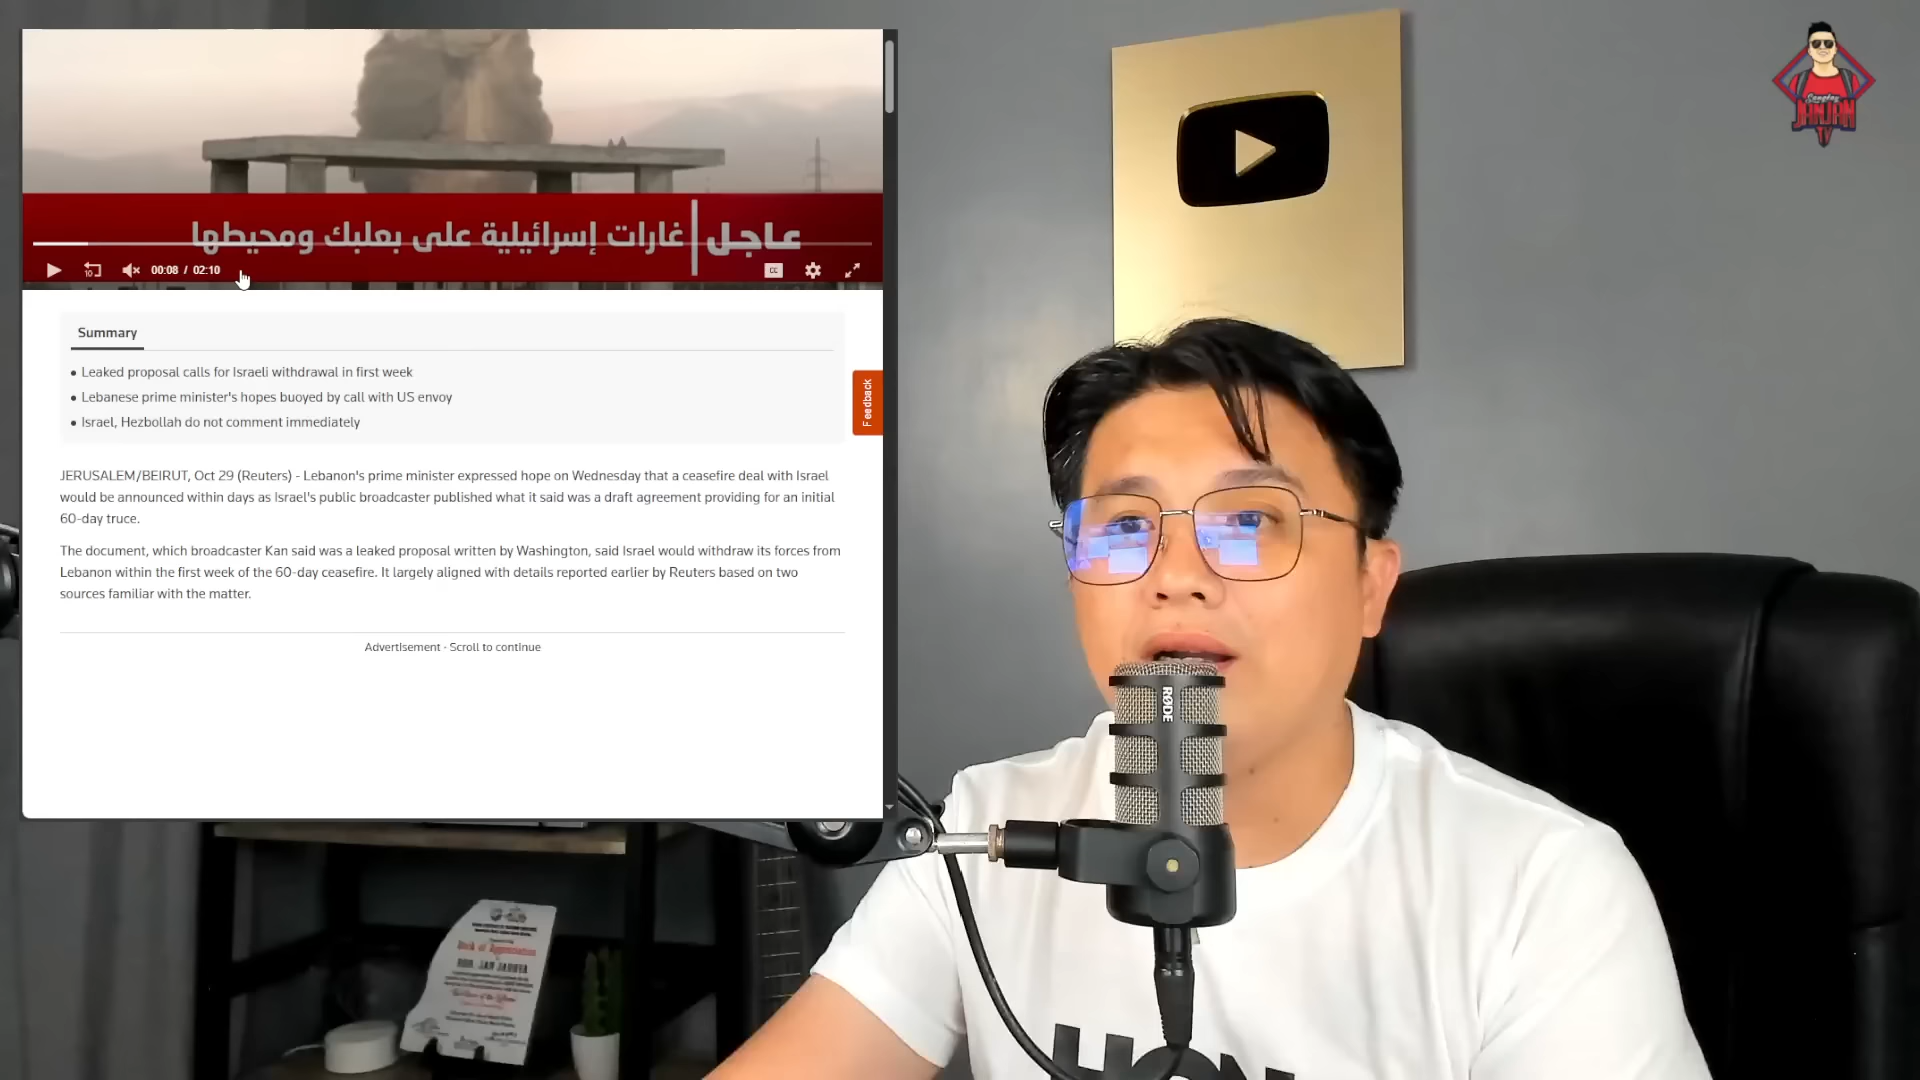 عاجل غارات إسرائيلية على بعلبك ومحيطها
00:08 / 02:10
CC
Summary
Leaked proposal calls for Israeli withdrawal in first week
Lebanese prime minister's hopes buoyed by call with US envoy
Israel, Hezbollah do not comment immediately
Feedback
JERUSALEM/BEIRUT, Oct 29 (Reuters) - Lebanon's prime minister expressed hope on Wednesday that a ceasefire deal with Israel
would be announced within days as Israel's public broadcaster published what it said was a draft agreement providing for an initial
60-day truce.
The document, which broadcaster Kan said was a leaked proposal written by Washington, said Israel would withdraw its forces from
Lebanon within the first week of the 60-day ceasefire. It largely aligned with details reported earlier by Reuters based on two
sources familiar with the matter.
Advertisement - Scroll to continue
JANJAN
TV
RØDE
of Appreciation